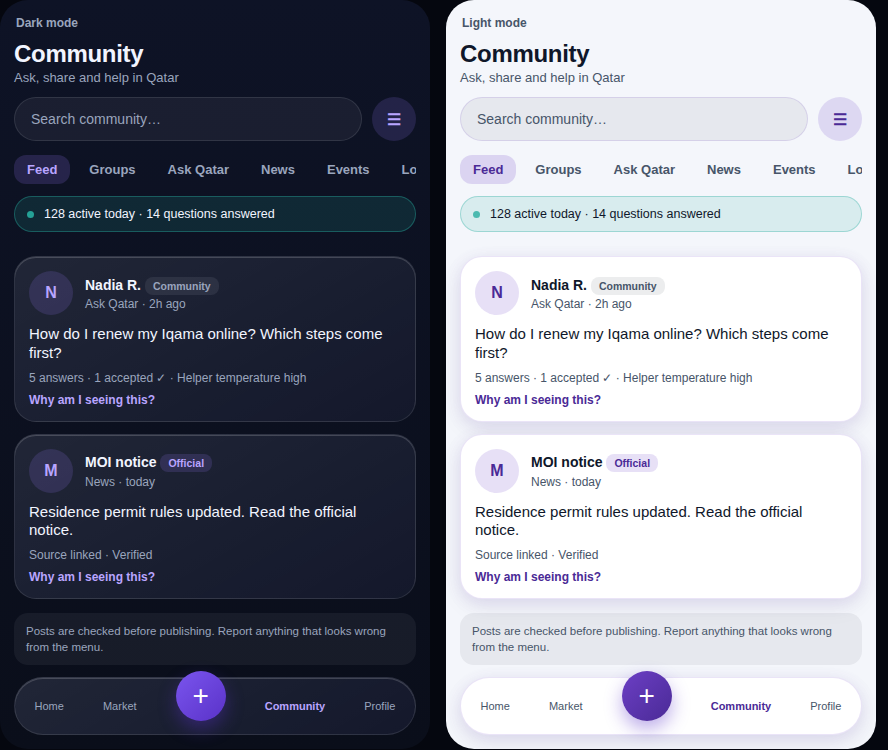 Dark mode
Community
Ask, share and help in Qatar
Search community…
Feed Groups Ask Qatar News Events Lo
128 active today · 14 questions answered
N
Nadia R. Community
Ask Qatar · 2h ago
How do I renew my Iqama online? Which steps come
first?
5 answers · 1 accepted ✓ · Helper temperature high
Why am I seeing this?
M
MOI notice Official
News · today
Residence permit rules updated. Read the official
notice.
Source linked · Verified
Why am I seeing this?
Posts are checked before publishing. Report anything that looks wrong
from the menu.
Home Market + Community Profile
Light mode
Community
Ask, share and help in Qatar
Search community…
Feed Groups Ask Qatar News Events Lo
128 active today · 14 questions answered
N
Nadia R. Community
Ask Qatar · 2h ago
How do I renew my Iqama online? Which steps come
first?
5 answers · 1 accepted ✓ · Helper temperature high
Why am I seeing this?
M
MOI notice Official
News · today
Residence permit rules updated. Read the official
notice.
Source linked · Verified
Why am I seeing this?
Posts are checked before publishing. Report anything that looks wrong
from the menu.
Home Market + Community Profile